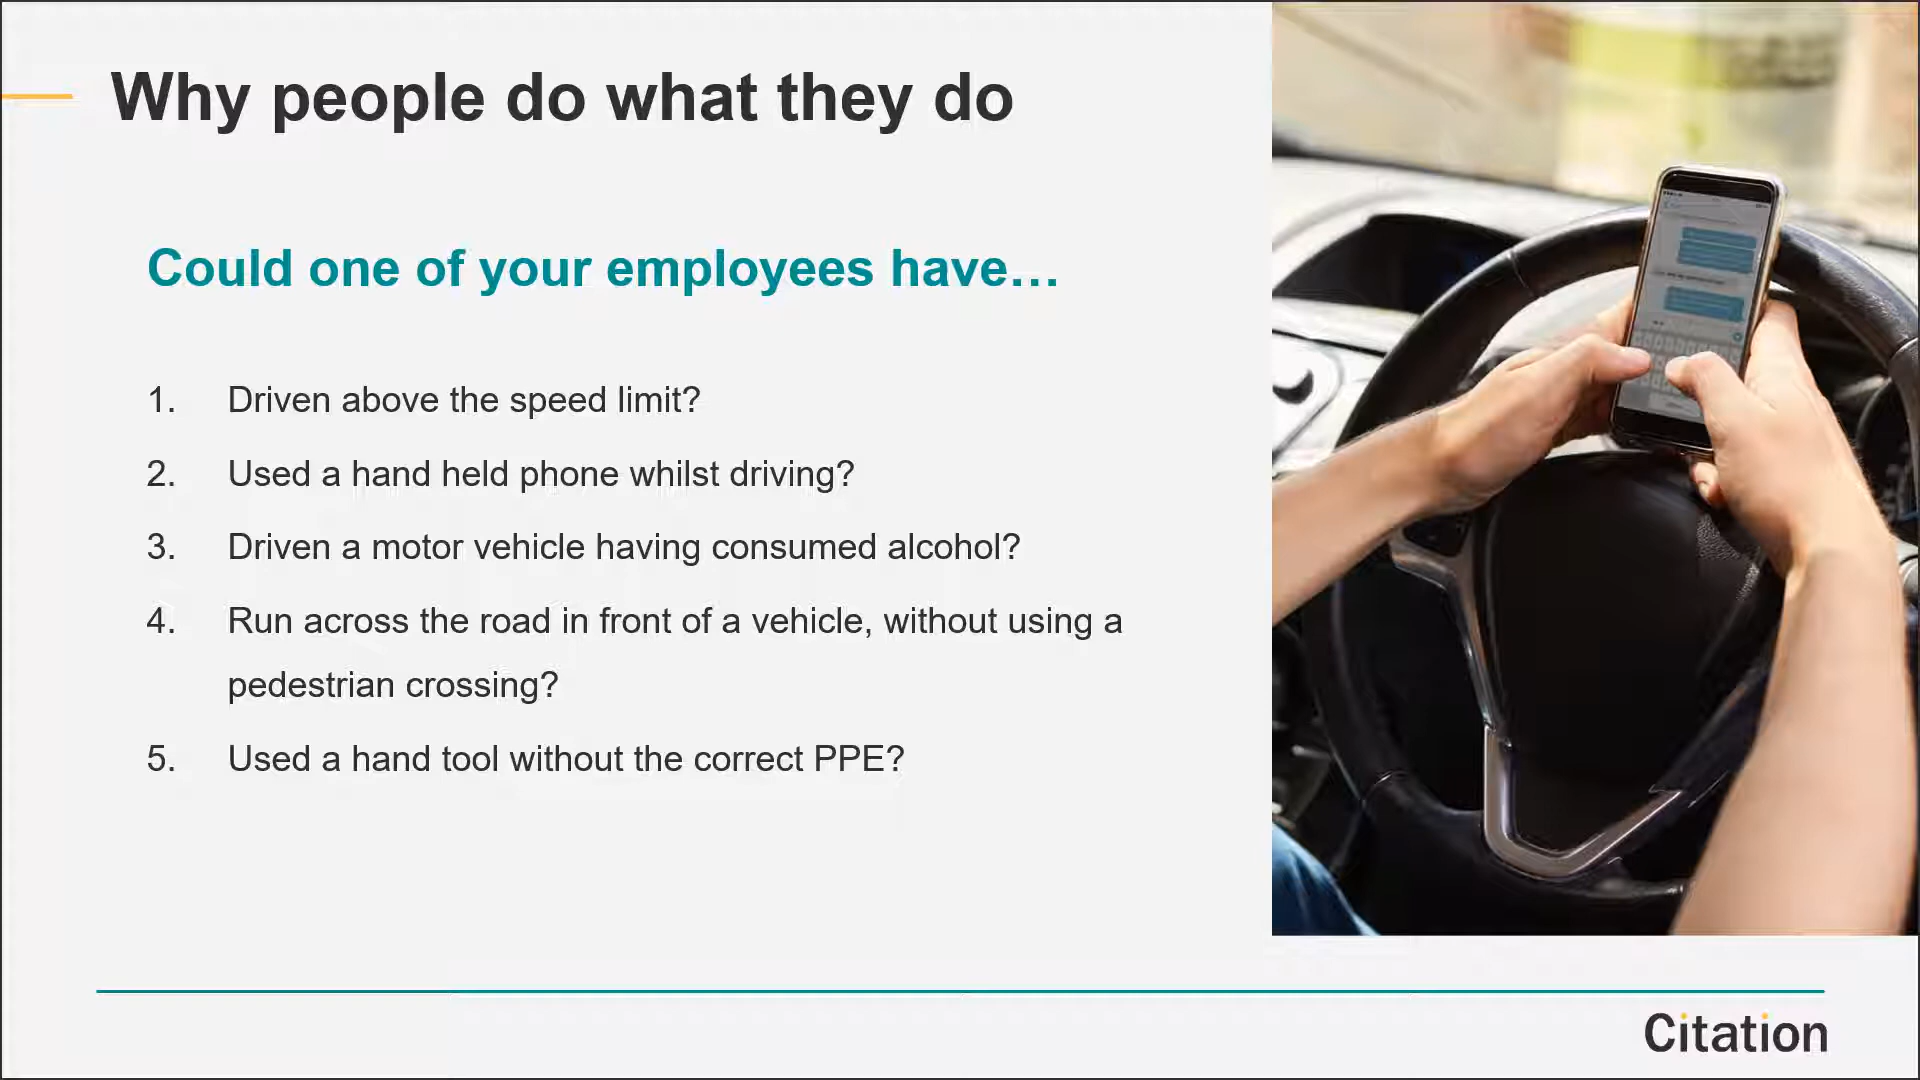 Why people do what they do
Could one of your employees have…
1. Driven above the speed limit?
2. Used a hand held phone whilst driving?
3. Driven a motor vehicle having consumed alcohol?
4. Run across the road in front of a vehicle, without using a
pedestrian crossing?
5. Used a hand tool without the correct PPE?
Citation